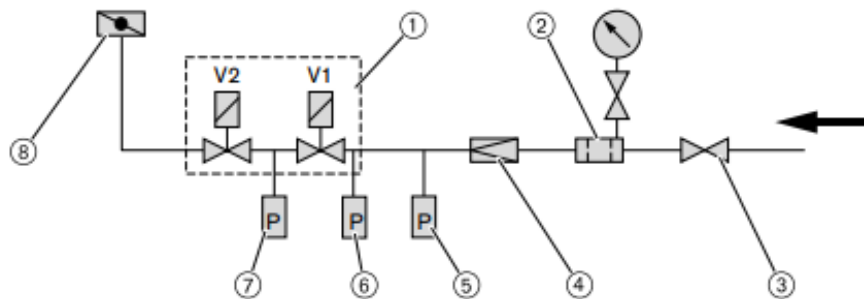 ① ②
V2 V1
⑧
P P P
⑦ ⑥ ⑤ ④ ③